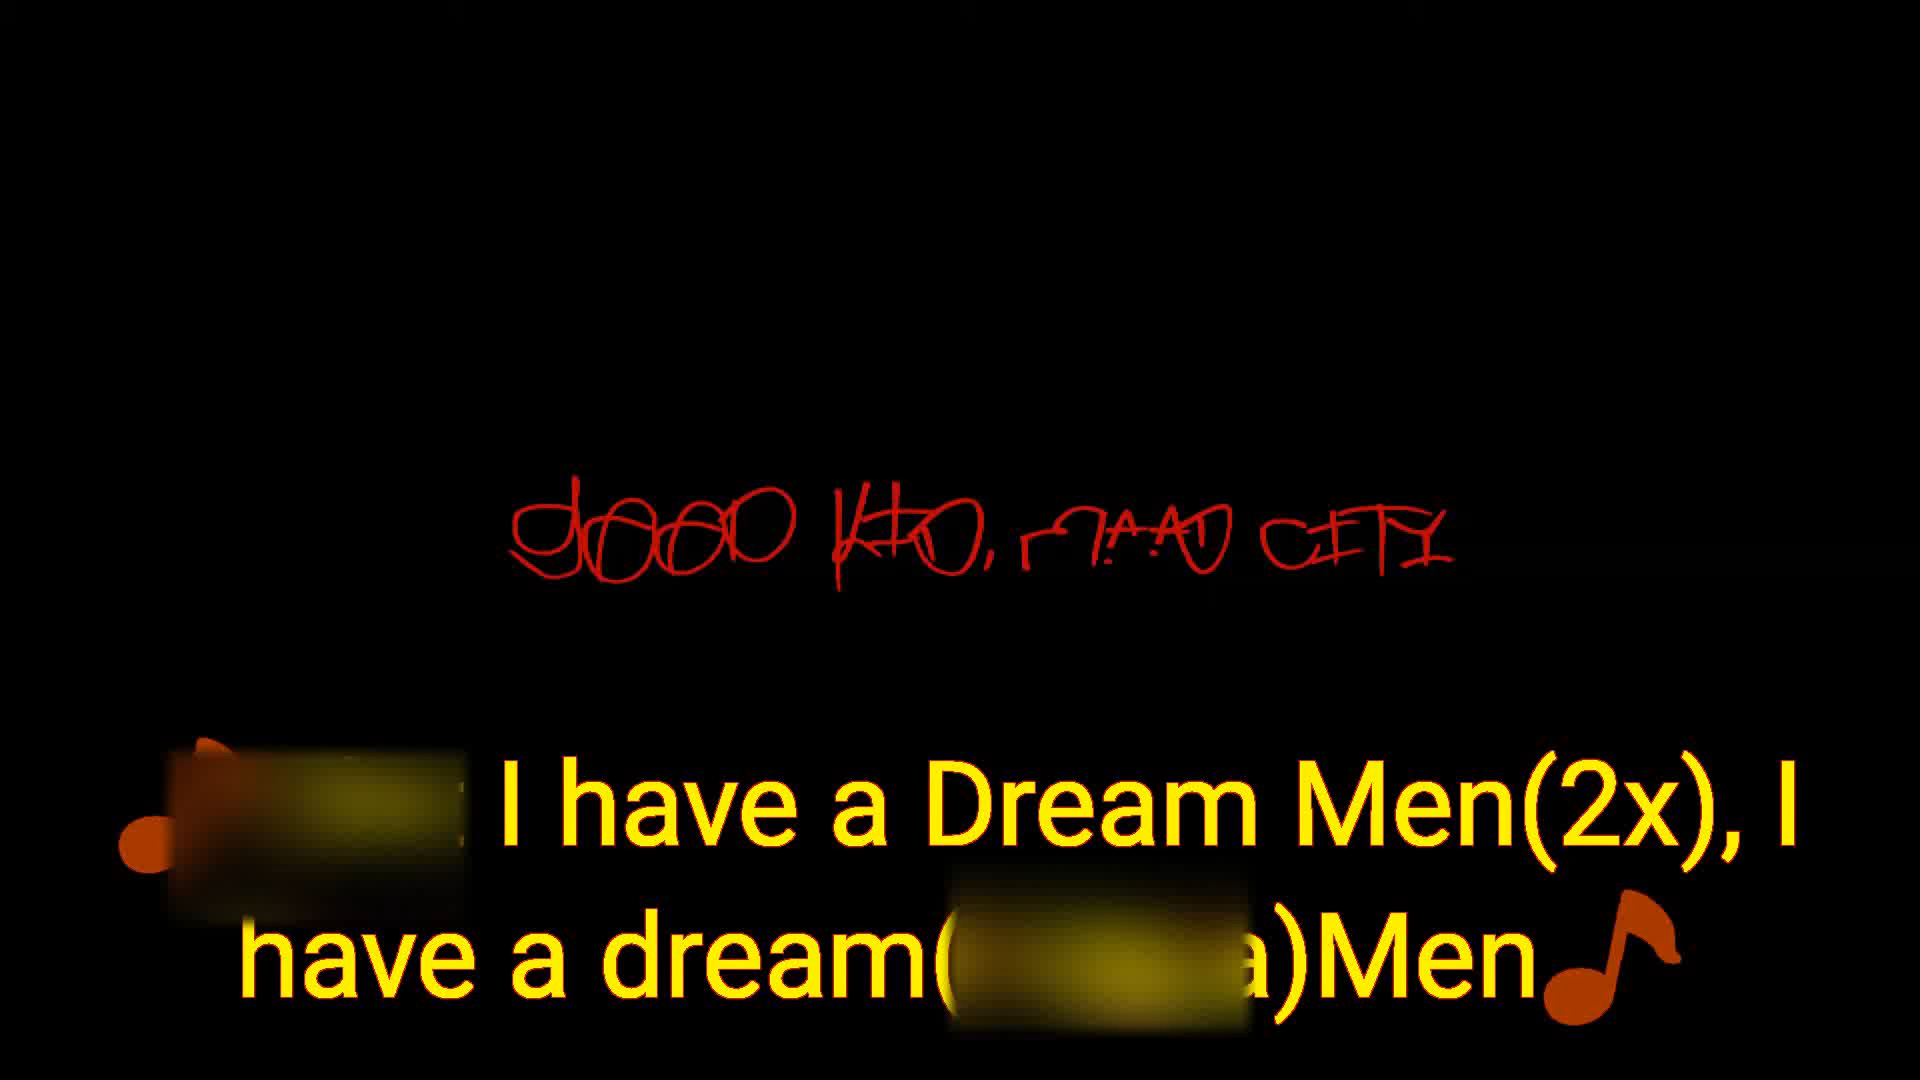 gOOD KID, m.A.A.D CITY
I have a Dream Men(2x), I
have a dream( a)Men